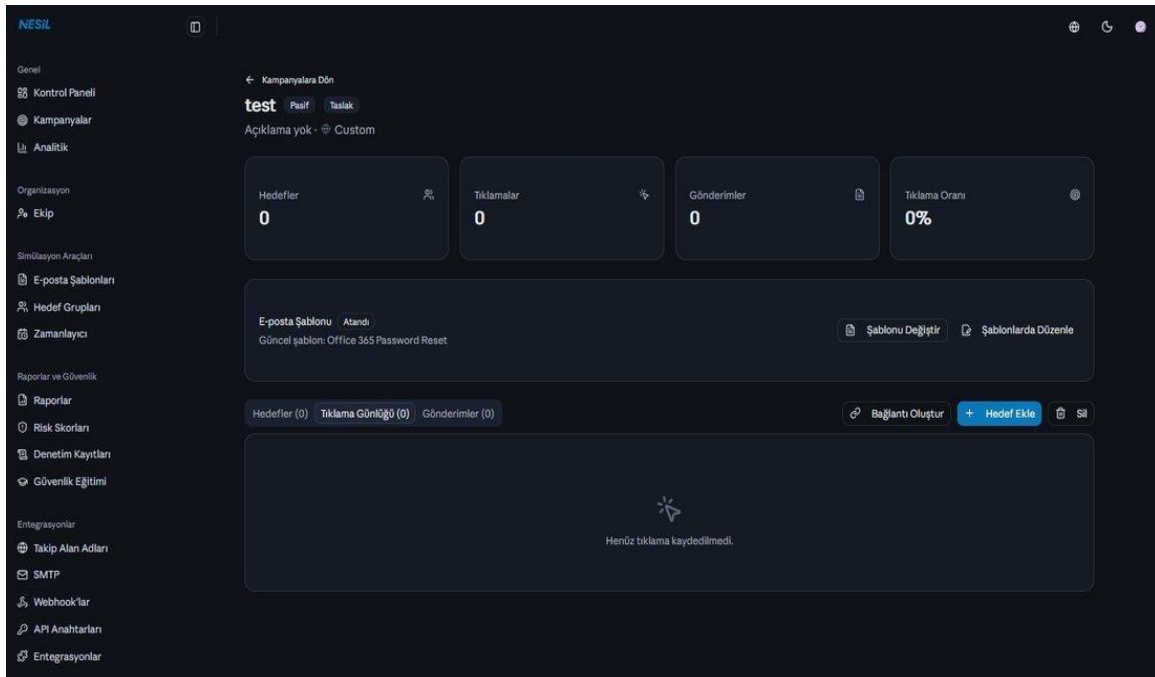 NESİL
Genel
Kontrol Paneli
Kampanyalar
Analitik
Organizasyon
Ekip
Simülasyon Araçları
E-posta Şablonları
Hedef Grupları
Zamanlayıcı
Raporlar ve Güvenlik
Raporlar
Risk Skorları
Denetim Kayıtları
Güvenlik Eğitimi
Entegrasyonlar
Takip Alan Adları
SMTP
Webhook'lar
API Anahtarları
Entegrasyonlar
Kampanyalara Dön
test Pasif Taslak
Açıklama yok · Custom
Hedefler
0
Tıklamalar
0
Gönderimler
0
Tıklama Oranı
0%
E-posta Şablonu Atandı
Güncel şablon: Office 365 Password Reset
Şablonu Değiştir Şablonlarda Düzenle
Hedefler (0) Tıklama Günlüğü (0) Gönderimler (0)
Bağlantı Oluştur + Hedef Ekle Sil
Henüz tıklama kaydedilmedi.